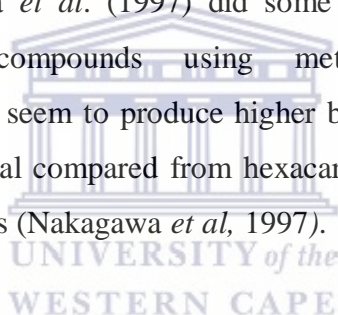 a et al. (1997) did some
compounds using met
seem to produce higher b
al compared from hexacar
s (Nakagawa et al, 1997).
UNIVERSITY of the
WESTERN CAPE